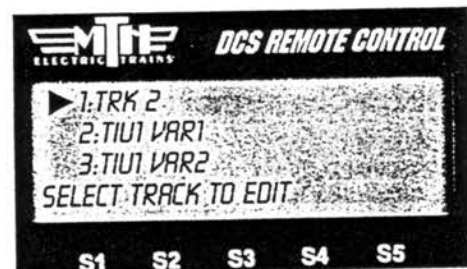 MTH
ELECTRIC TRAINS
DCS REMOTE CONTROL
1:TRK 2
2:TIU1 VAR1
3:TIU1 VAR2
SELECT TRACK TO EDIT
S1 S2 S3 S4 S5